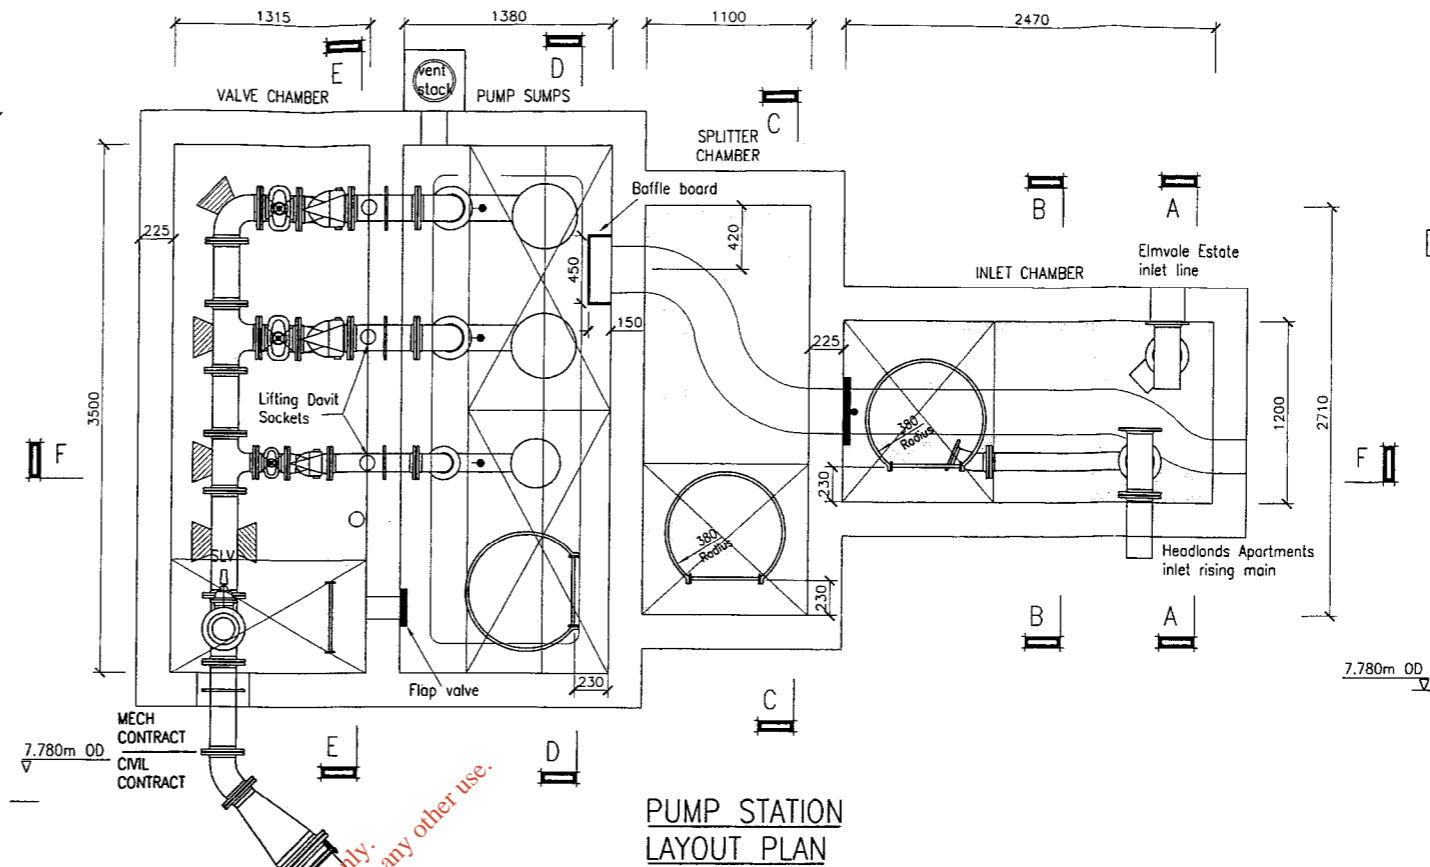 1315
1380
1100
2470
E
D
C
B
A
vent
stack
VALVE CHAMBER
PUMP SUMPS
SPLITTER
CHAMBER
Baffle board
Elmvale Estate
inlet line
INLET CHAMBER
225
450
420
150
225
3500
Lifting Davit
Sockets
380
Radius
1200
2710
F
F
230
380
Radius
230
SLV
Headlands Apartments
inlet rising main
Flap valve
230
B
A
C
E
D
7.780m OD
MECH
CONTRACT
CIVIL
CONTRACT
7.780m OD
any other use.
PUMP STATION
LAYOUT PLAN